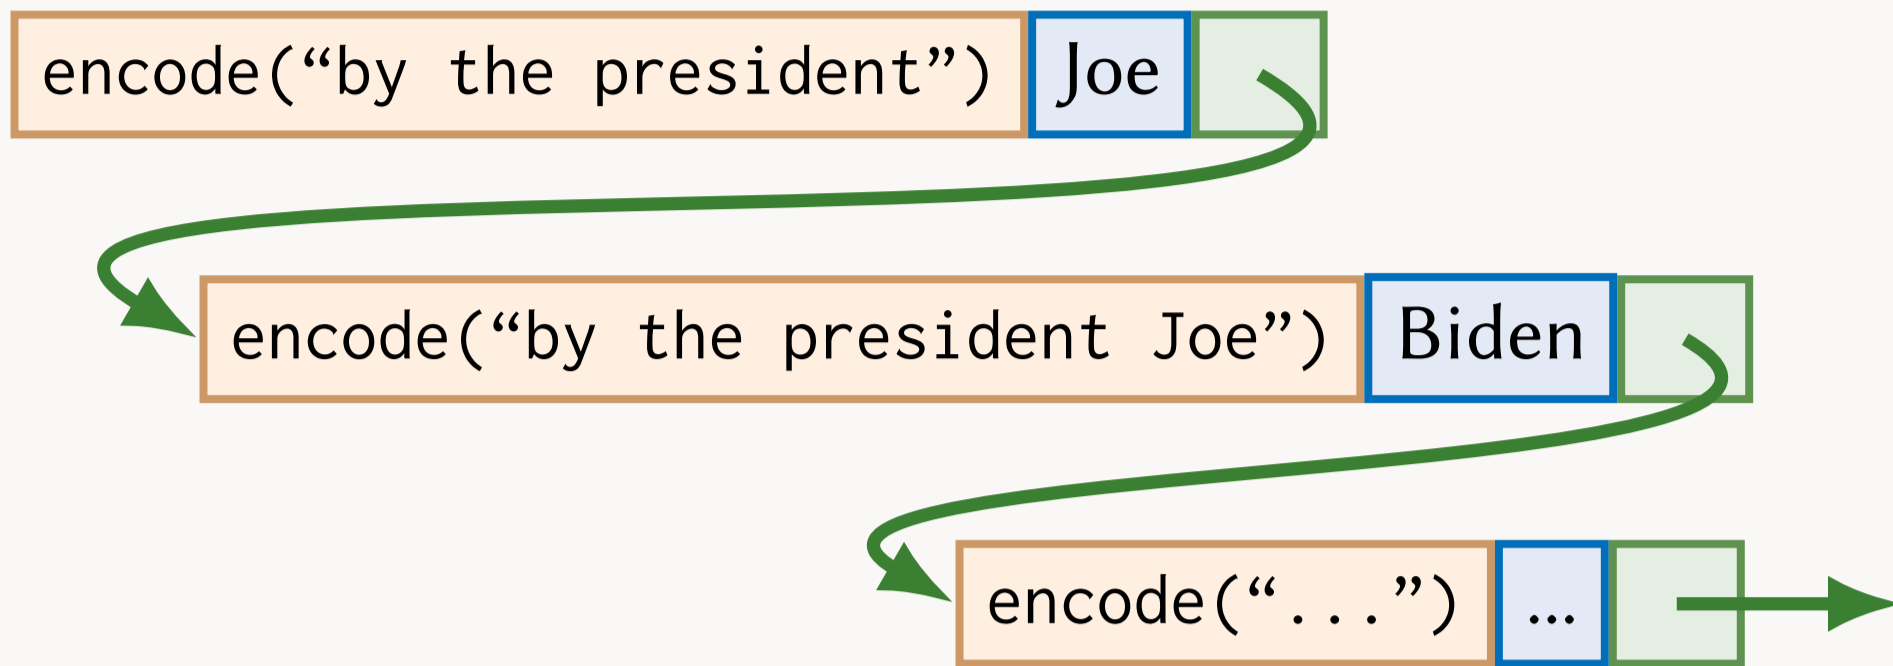 encode(“by the president”) Joe
encode(“by the president Joe”) Biden
encode(“...”) ...